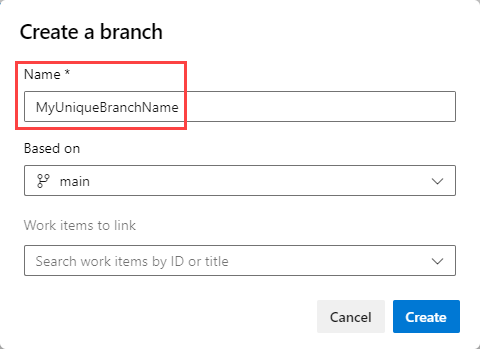 Create a branch
Name *
MyUniqueBranchName
Based on
main
Work items to link
Search work items by ID or title
Cancel
Create